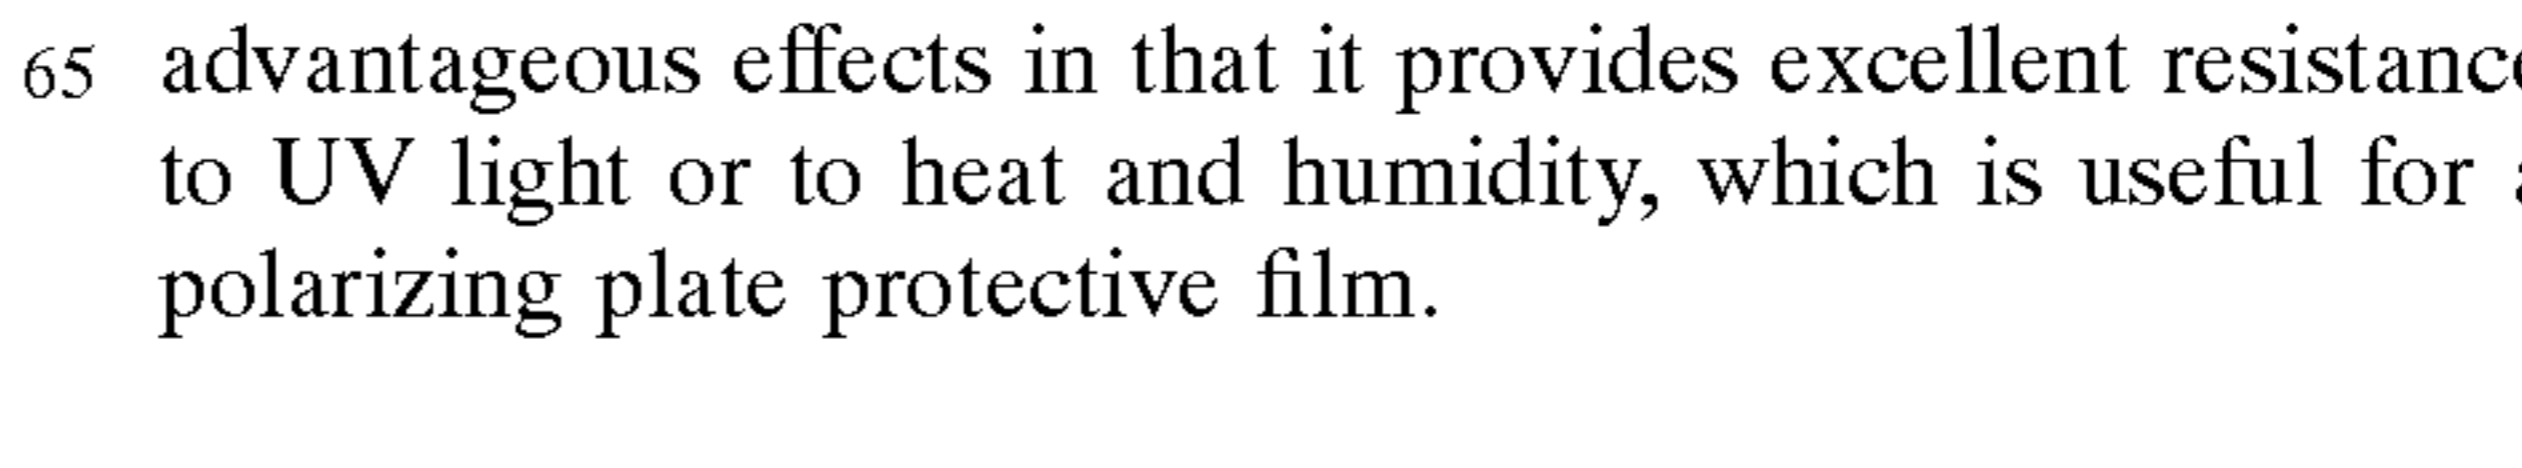 65 advantageous effects in that it provides excellent resistance
to UV light or to heat and humidity, which is useful for a
polarizing plate protective film.